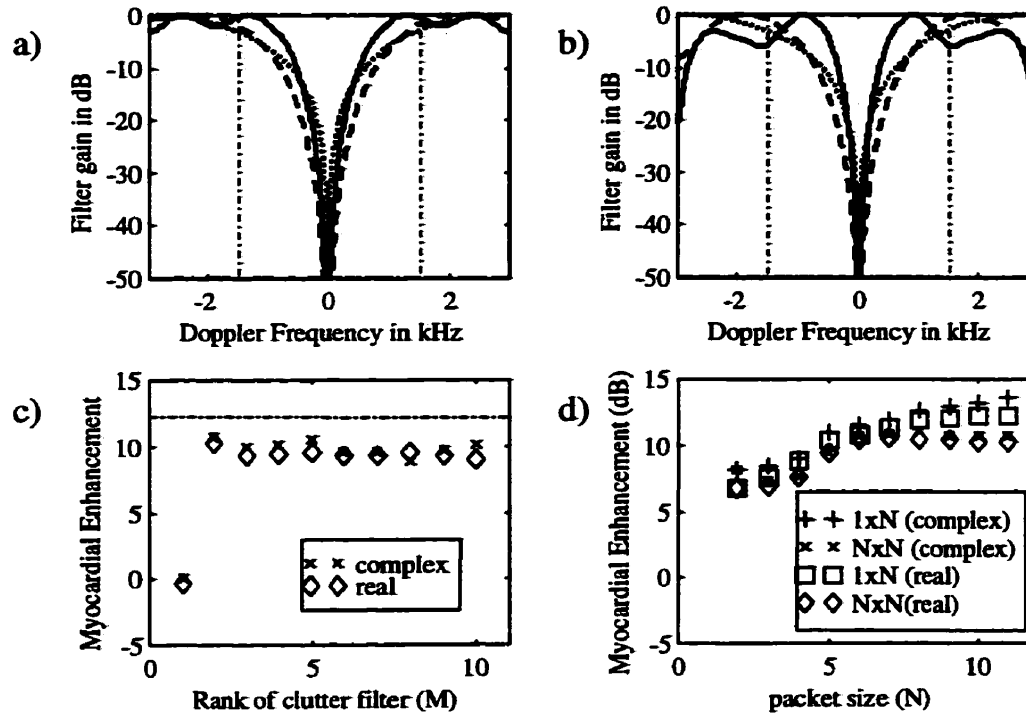 a)
Filter gain in dB
0
-10
-20
-30
-40
-50
-2
0
2
Doppler Frequency in kHz
b)
Filter gain in dB
0
-10
-20
-30
-40
-50
-2
0
2
Doppler Frequency in kHz
c)
Myocardial Enhancement
15
10
5
0
-5
0
5
10
complex
real
Rank of clutter filter (M)
d)
Myocardial Enhancement (dB)
15
10
5
0
-5
0
5
10
1xN (complex)
NxN (complex)
1xN (real)
NxN(real)
packet size (N)